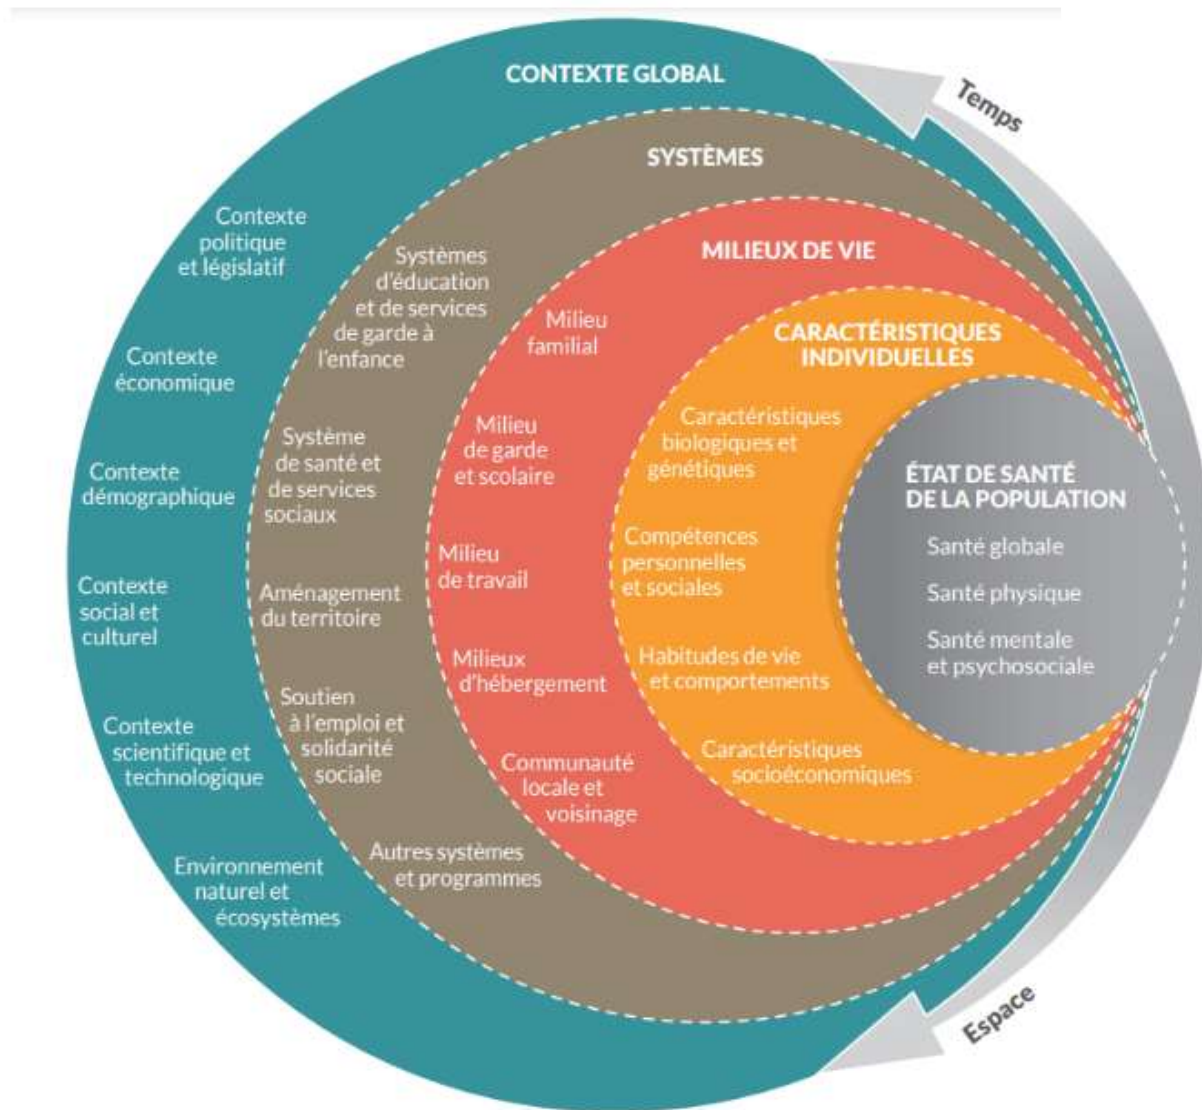 CONTEXTE GLOBAL
Temps
SYSTÈMES
MILIEUX DE VIE
CARACTÉRISTIQUES
INDIVIDUELLES
ÉTAT DE SANTÉ
DE LA POPULATION
Santé globale
Santé physique
Santé mentale
et psychosociale
Contexte
politique
et législatif
Contexte
économique
Contexte
démographique
Contexte
social et
culturel
Contexte
scientifique et
technologique
Environnement
naturel et
écosystèmes
Systèmes
d'éducation
et de services
de garde à
l'enfance
Système
de santé et
de services
sociaux
Aménagement
du territoire
Soutien
à l'emploi et
solidarité
sociale
Autres systèmes
et programmes
Milieu
familial
Milieu
de garde
et scolaire
Milieu
de travail
Milieux
d'hébergement
Communauté
locale et
voisinage
Caractéristiques
biologiques et
génétiques
Compétences
personnelles
et sociales
Habitudes de vie
et comportements
Caractéristiques
socioéconomiques
Espace